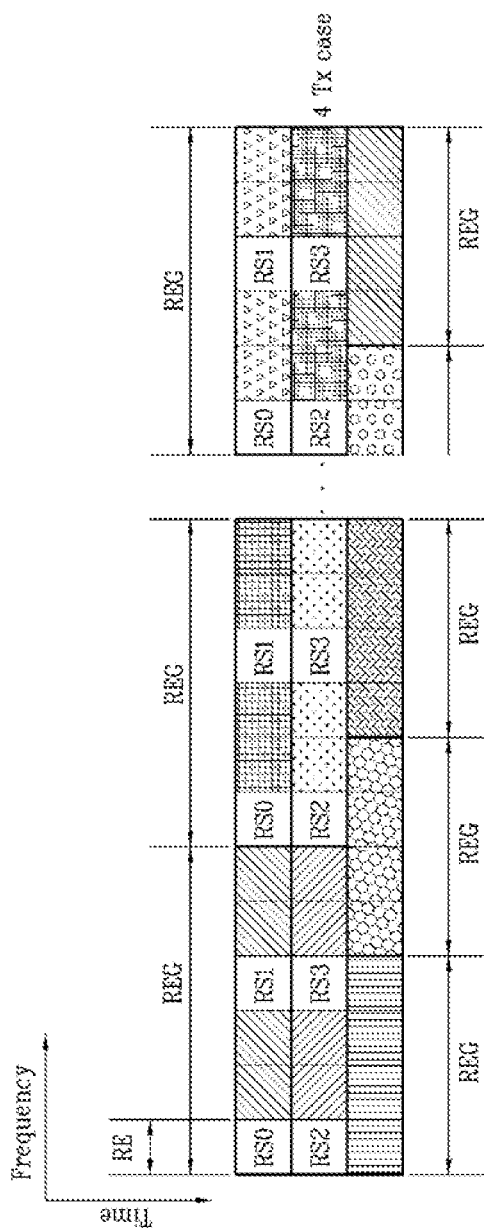 Frequency
Time
RE
REG
REG
REG
RS0
RS1
RS0
RS1
RS0
RS1
RS2
RS3
RS2
RS3
RS2
RS3
4 Tx case
REG
REG
REG
REG